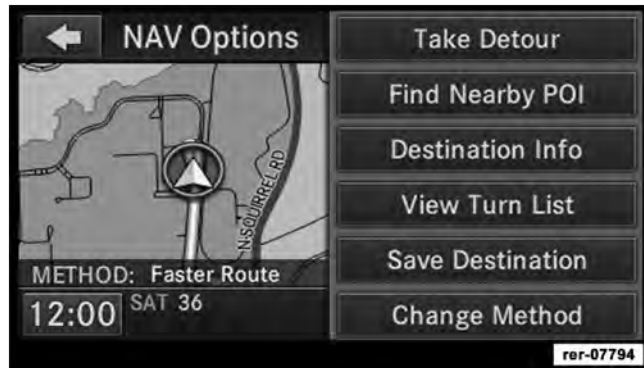 NAV Options
N-SQUIRREL RD
METHOD: Faster Route
12:00 SAT 36
Take Detour
Find Nearby POI
Destination Info
View Turn List
Save Destination
Change Method
rer-07794